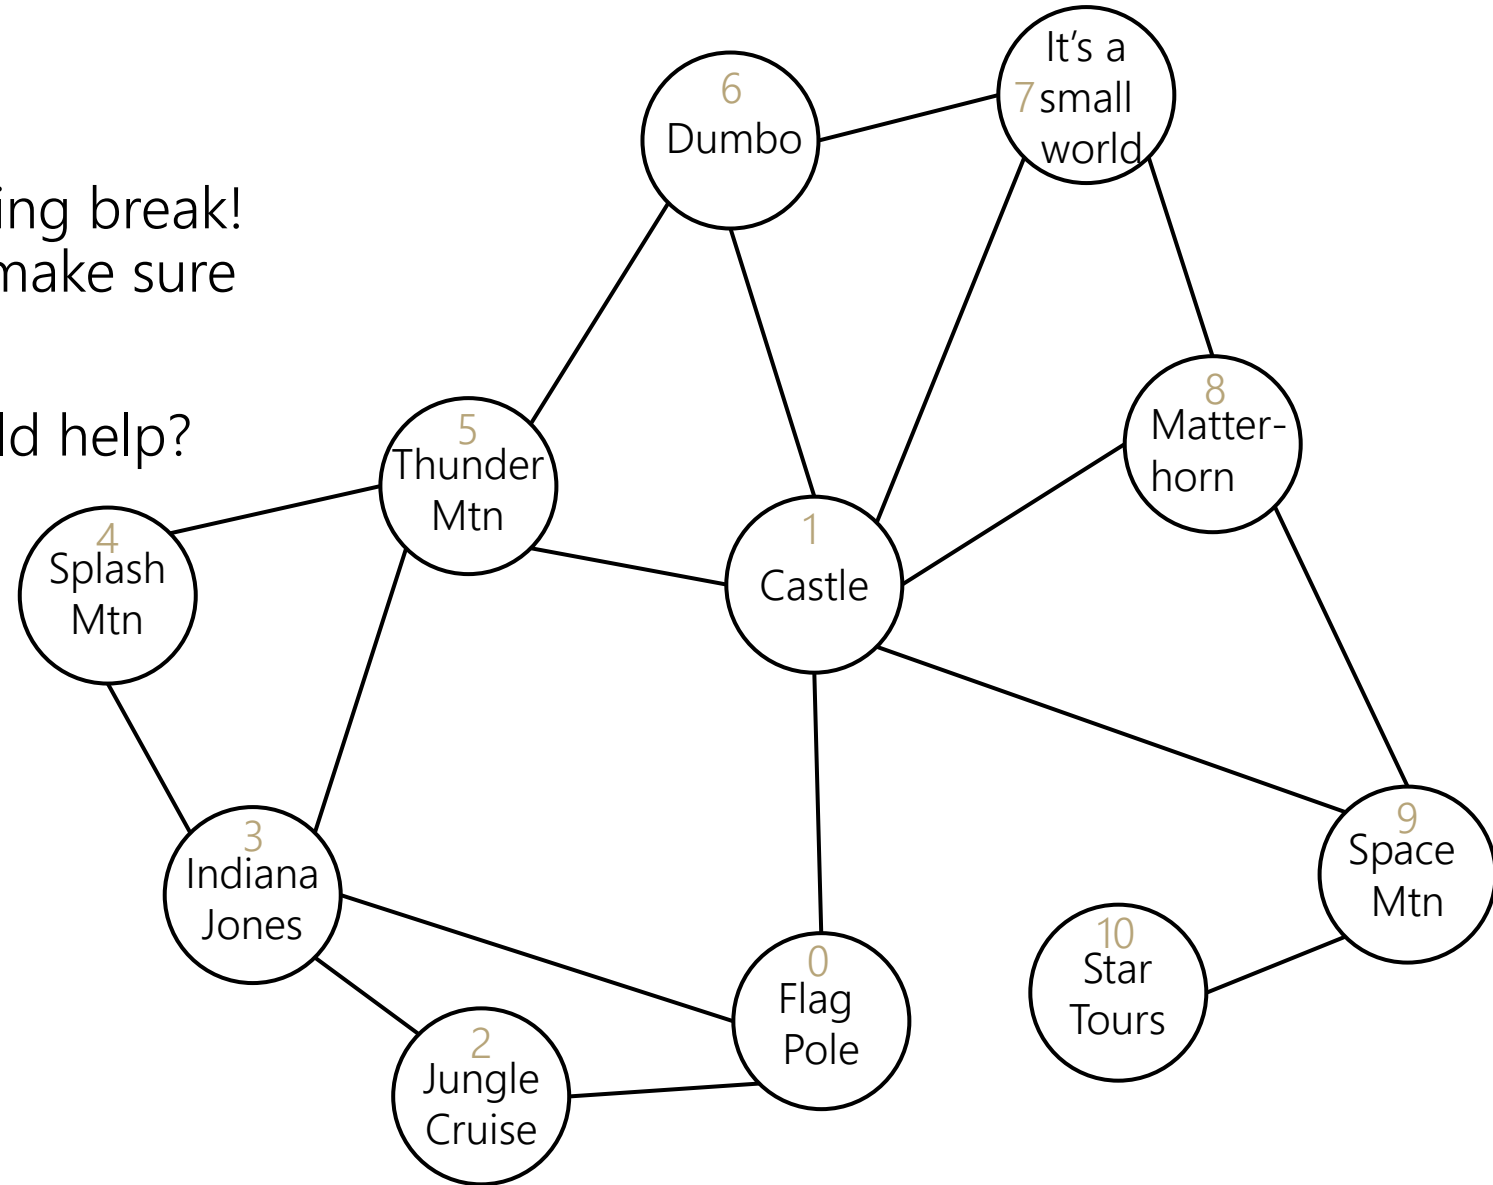 ing break!
make sure
ld help?
6
Dumbo
It's a
7 small
world
8
Matter-
horn
5
Thunder
Mtn
4
Splash
Mtn
1
Castle
3
Indiana
Jones
9
Space
Mtn
10
Star
Tours
0
Flag
Pole
2
Jungle
Cruise